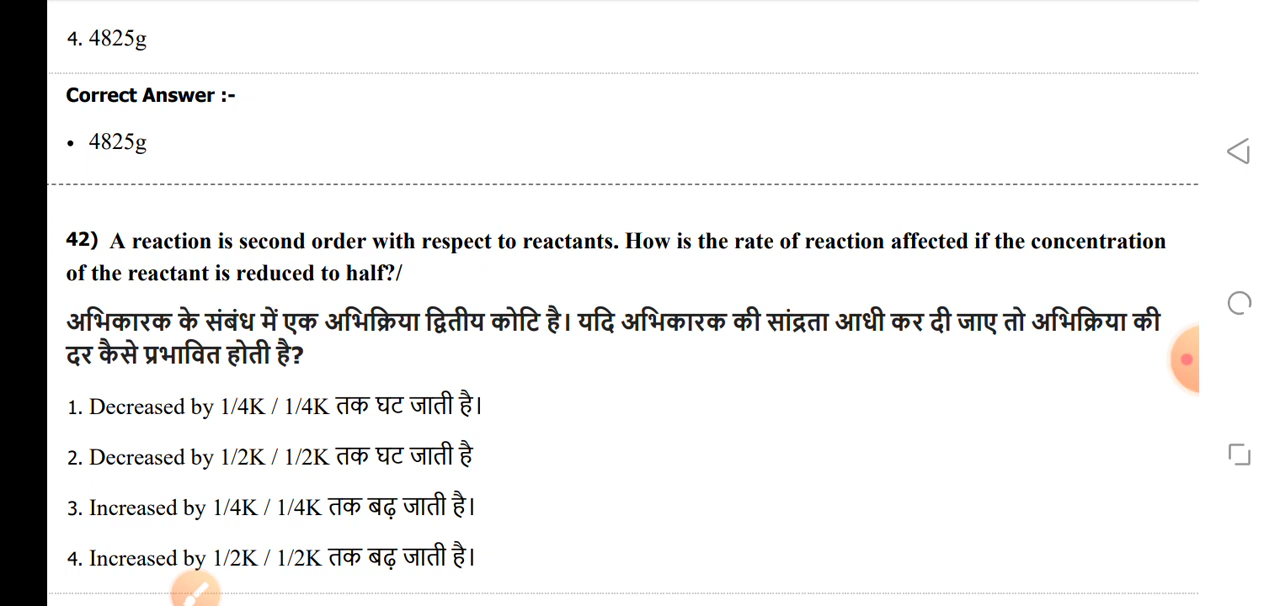 4. 4825g
Correct Answer :-
• 4825g
42) A reaction is second order with respect to reactants. How is the rate of reaction affected if the concentration
of the reactant is reduced to half?/
अभिकारक के संबंध में एक अभिक्रिया द्वितीय कोटि है। यदि अभिकारक की सांद्रता आधी कर दी जाए तो अभिक्रिया की
दर कैसे प्रभावित होती है?
1. Decreased by 1/4K / 1/4K तक घट जाती है।
2. Decreased by 1/2K / 1/2K तक घट जाती है
3. Increased by 1/4K / 1/4K तक बढ़ जाती है।
4. Increased by 1/2K / 1/2K तक बढ़ जाती है।